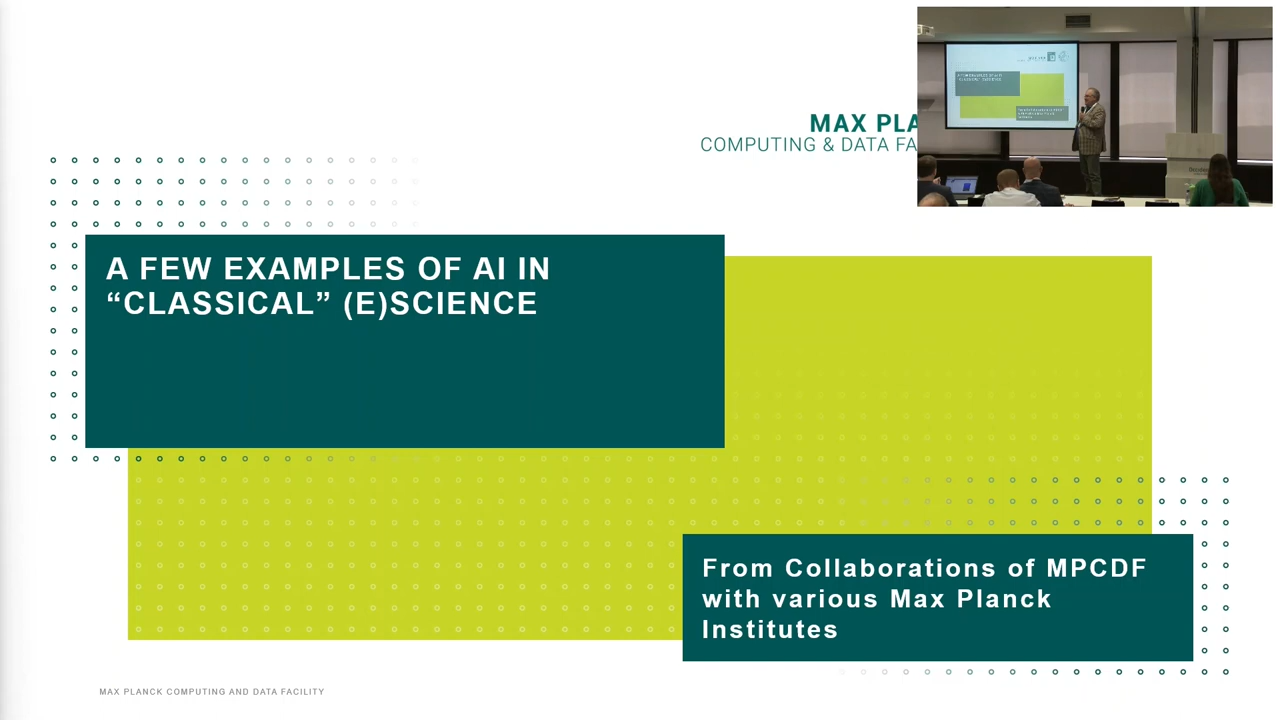 MAX PLA
COMPUTING & DATA FA
A FEW EXAMPLES OF AI IN
“CLASSICAL” (E)SCIENCE
From Collaborations of MPCDF
with various Max Planck
Institutes
MAX PLANCK COMPUTING AND DATA FACILITY